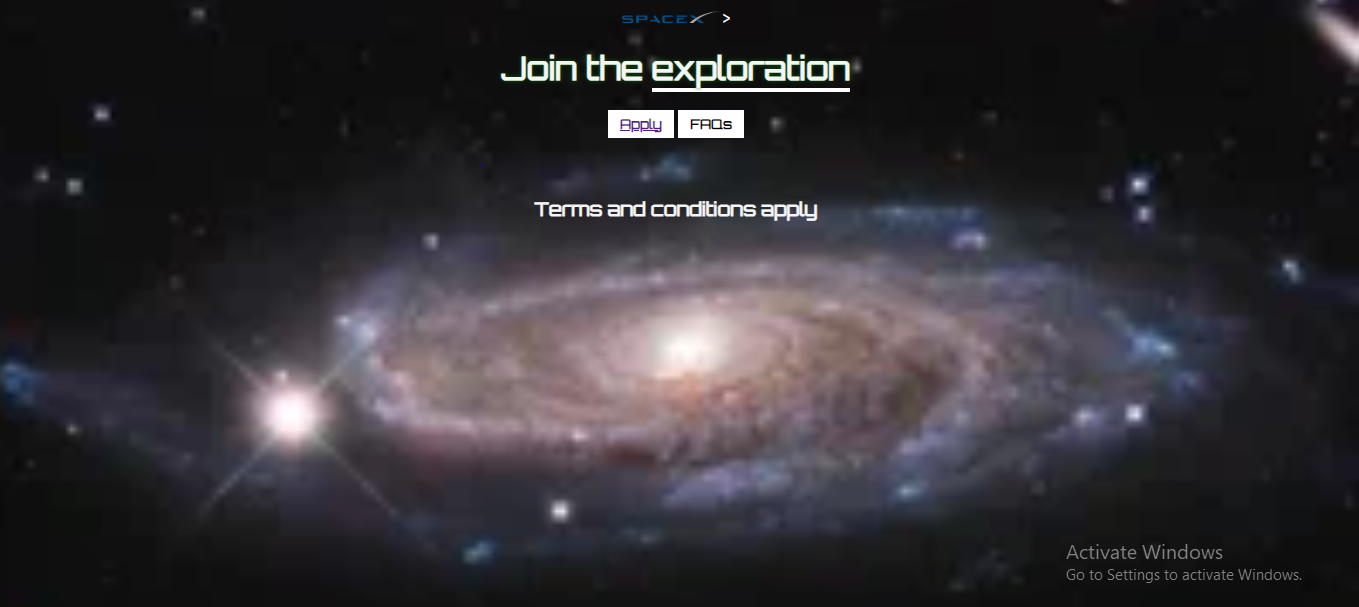 SPACEX >
Join the exploration
Apply FAQs
Terms and conditions apply
Activate Windows
Go to Settings to activate Windows.